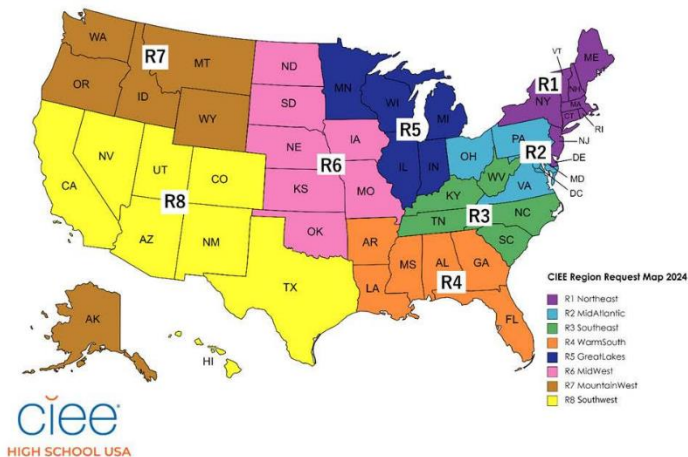 WA
R7
MT
ND
MN
VT
ME
OR
ID
SD
WI
MI
R1
NH
NY
MA
CT
RI
WY
R5
NJ
NV
UT
NE
IA
R6
IL
IN
OH
PA
R2
DE
MD
DC
CA
CO
R8
KS
MO
WV
VA
KY
R3
NC
TN
AZ
NM
OK
AR
SC
TX
LA
MS
AL
GA
R4
FL
AK
HI
CIEE Region Request Map 2024
R1 Northeast
R2 MidAtlantic
R3 Southeast
R4 WarmSouth
R5 GreatLakes
R6 MidWest
R7 MountainWest
R8 Southwest
ciee
HIGH SCHOOL USA